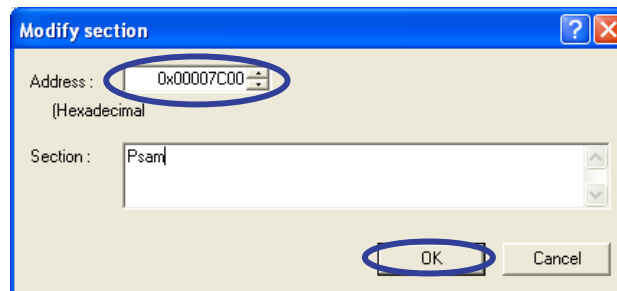 Modify section
Address : 0x00007C00
(Hexadecimal
Section : Psam
OK Cancel